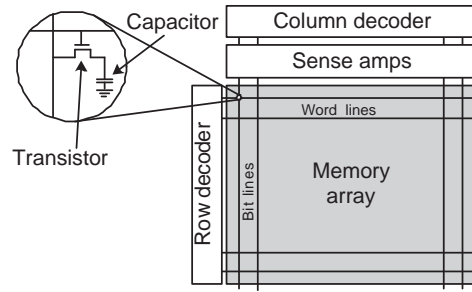 Capacitor
Column decoder
Sense amps
Word lines
Transistor
Row decoder
Bit lines
Memory
array